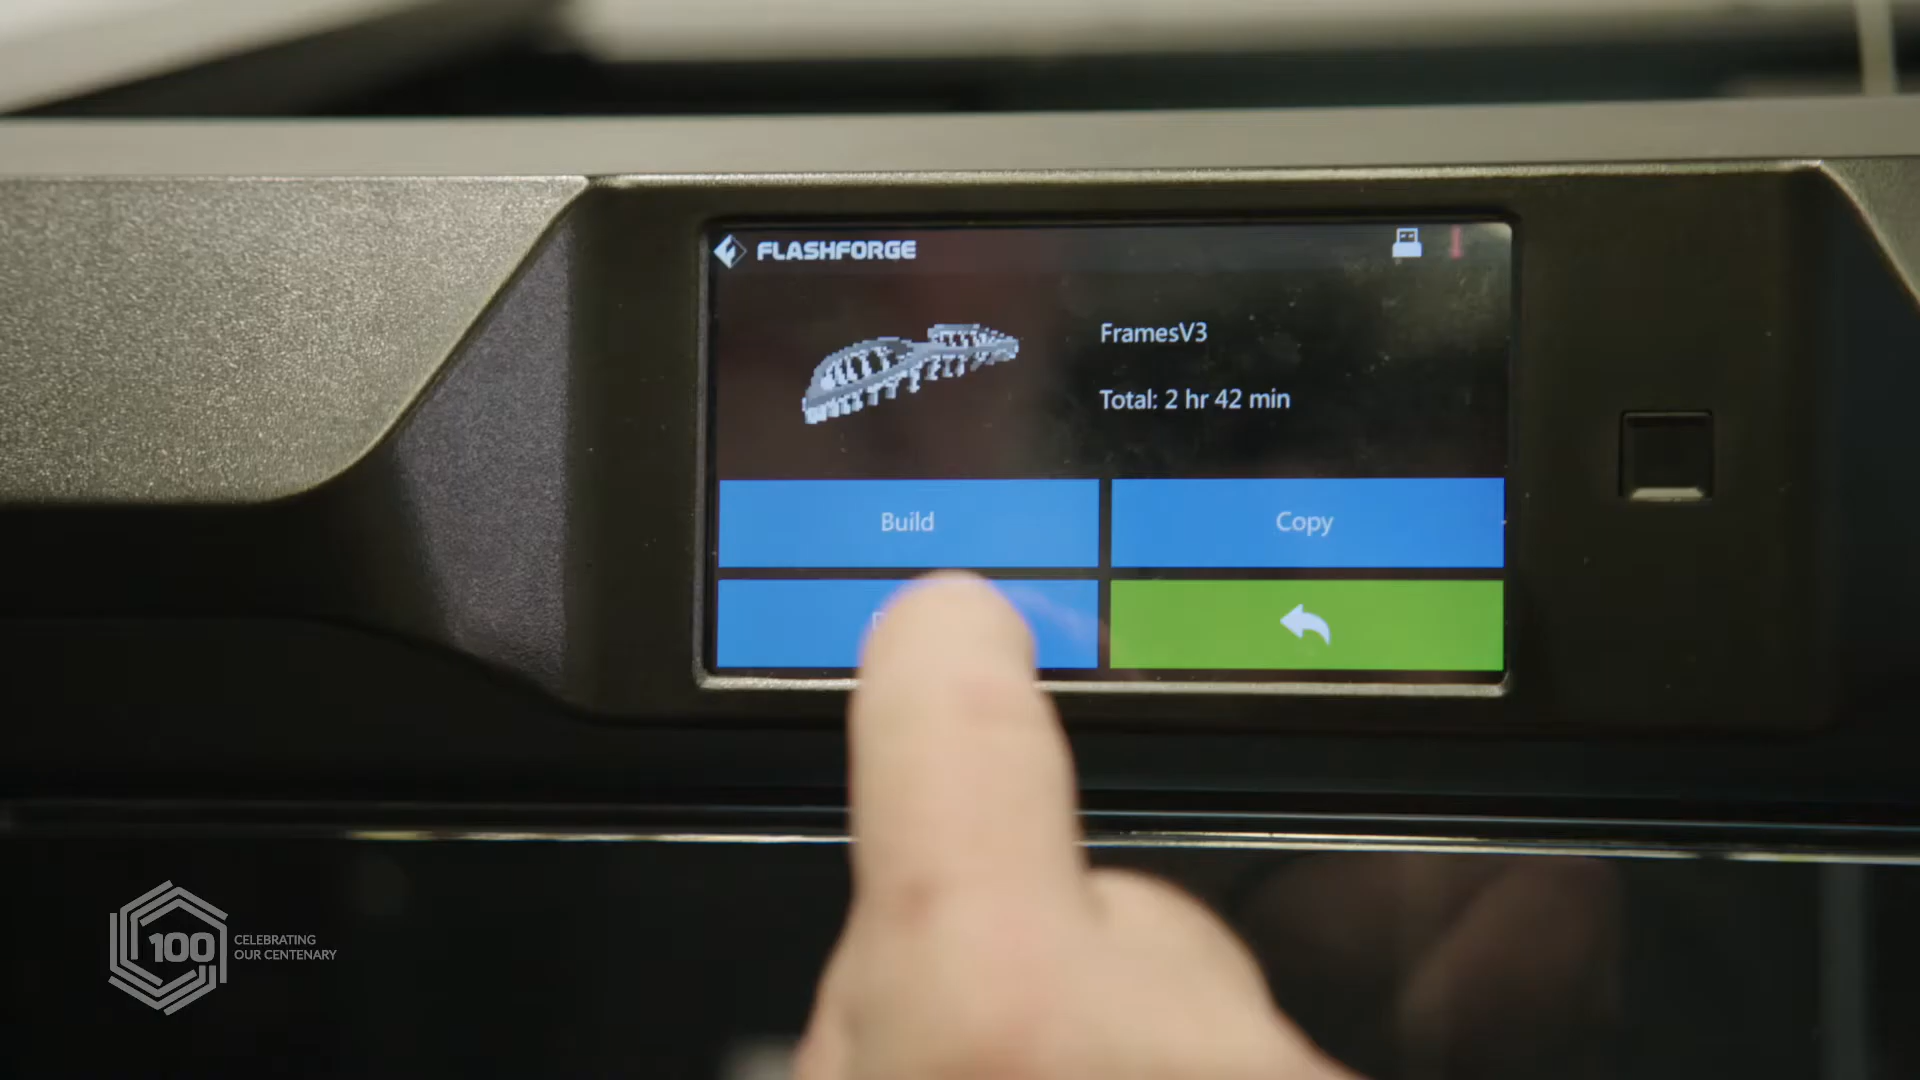 FLASHFORGE
FramesV3
Total: 2 hr 42 min
Build
Copy
100
CELEBRATING
OUR CENTENARY